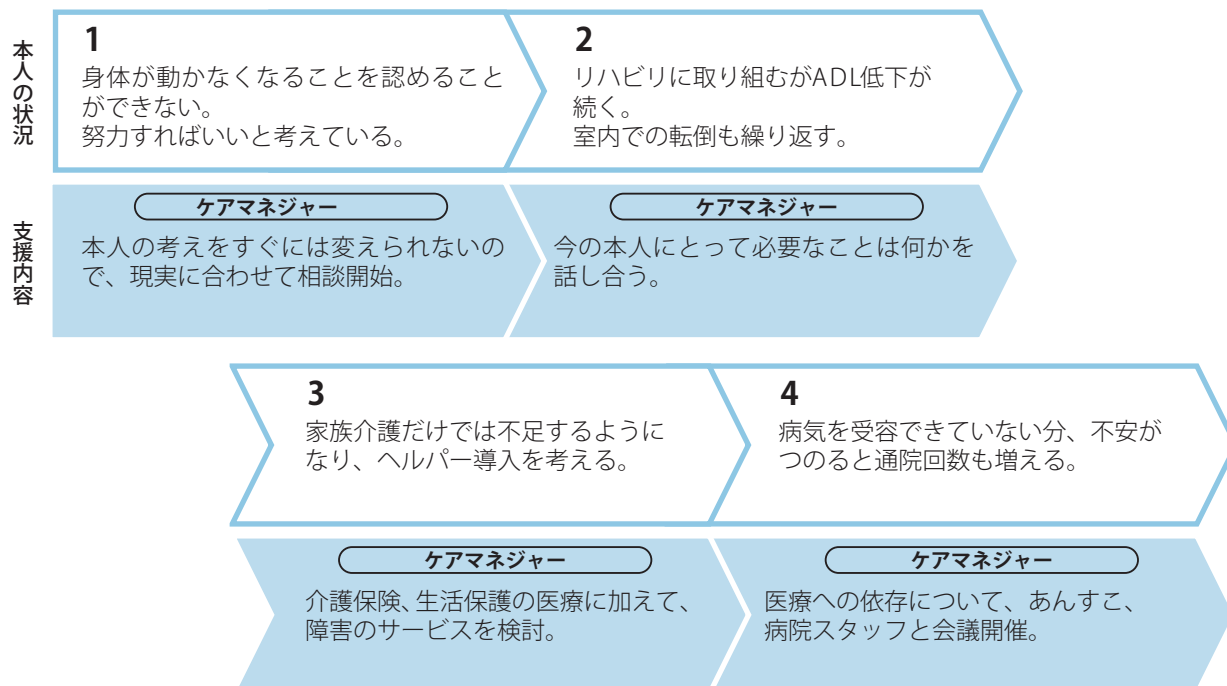 本人の状況
1
身体が動かなくなることを認めること
ができない。
努力すればいいと考えている。
2
リハビリに取り組むがADL低下が
続く。
室内での転倒も繰り返す。
支援内容
ケアマネジャー
本人の考えをすぐには変えられないの
で、現実に合わせて相談開始。
ケアマネジャー
今の本人にとって必要なことは何かを
話し合う。
3
家族介護だけでは不足するように
なり、ヘルパー導入を考える。
4
病気を受容できていない分、不安が
つのると通院回数も増える。
ケアマネジャー
介護保険、生活保護の医療に加えて、
障害のサービスを検討。
ケアマネジャー
医療への依存について、あんすこ、
病院スタッフと会議開催。